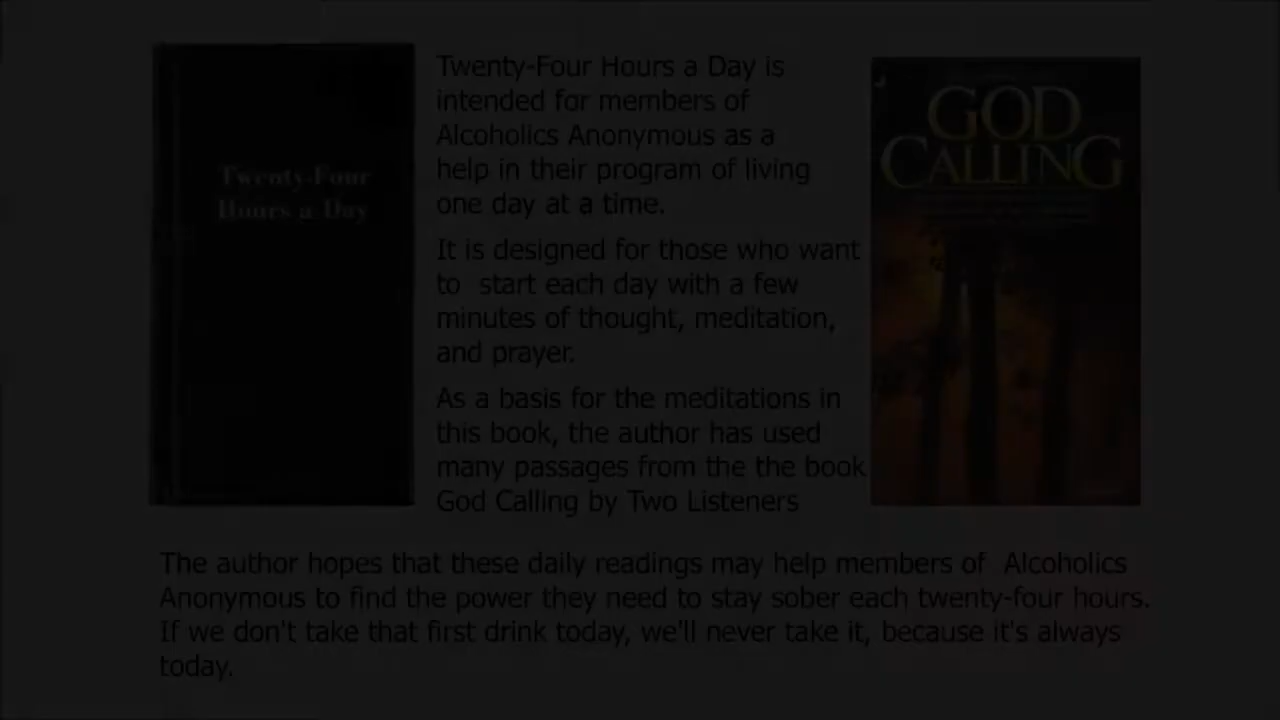 Twenty-Four
Hours a Day
Twenty-Four Hours a Day is
intended for members of
Alcoholics Anonymous as a
help in their program of living
one day at a time.
It is designed for those who want
to start each day with a few
minutes of thought, meditation,
and prayer.
As a basis for the meditations in
this book, the author has used
many passages from the the book
God Calling by Two Listeners
GOD
CALLING
The author hopes that these daily readings may help members of Alcoholics
Anonymous to find the power they need to stay sober each twenty-four hours.
If we don't take that first drink today, we'll never take it, because it's always
today.